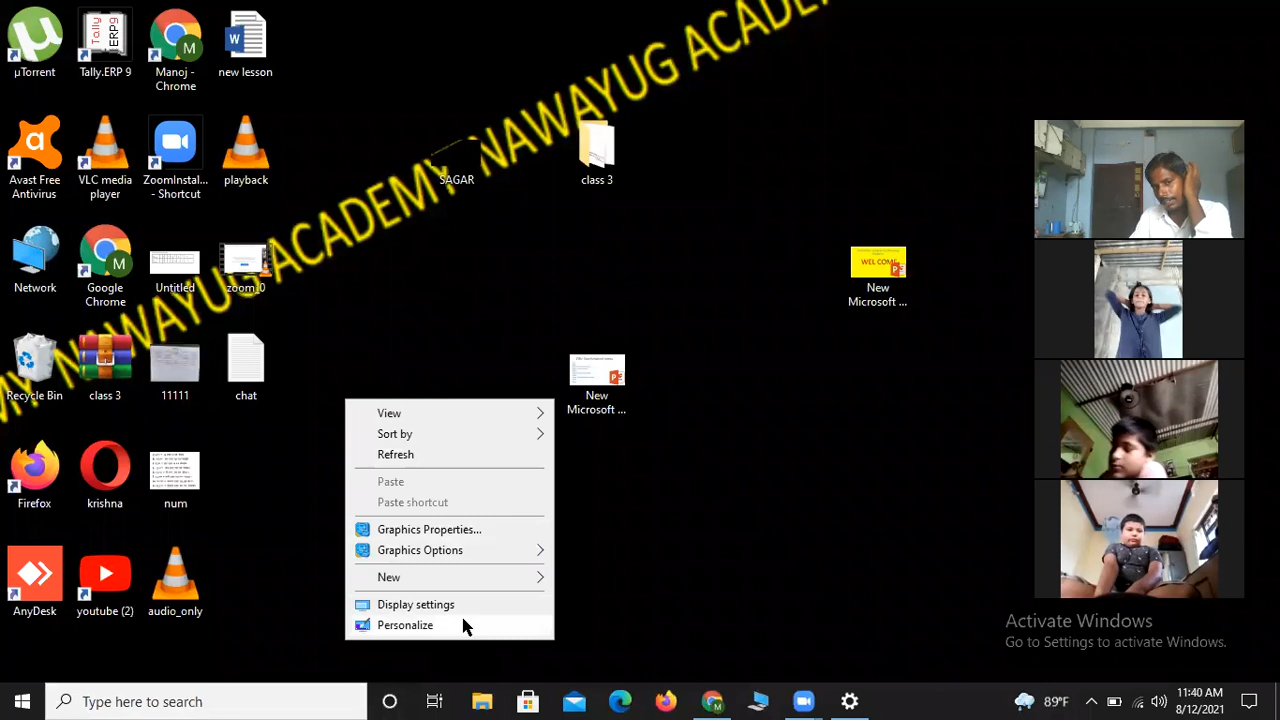 µTorrent
Tally.ERP 9
Manoj -
Chrome
new lesson
Avast Free
Antivirus
VLC media
player
ZoomInstal...
- Shortcut
playback
SAGAR
class 3
Network
Google
Chrome
Untitled
zoom_0
WELCOME
New
Microsoft ...
Recycle Bin
class 3
11111
chat
New
Microsoft ...
Firefox
krishna
num
AnyDesk
youtube (2)
audio_only
MY NAWAYUG ACADEMY NAWAYUG ACADEMY
View
Sort by
Refresh
Paste
Paste shortcut
Graphics Properties...
Graphics Options
New
Display settings
Personalize
Activate Windows
Go to Settings to activate Windows.
Type here to search
89°F
11:40 AM
8/12/2021